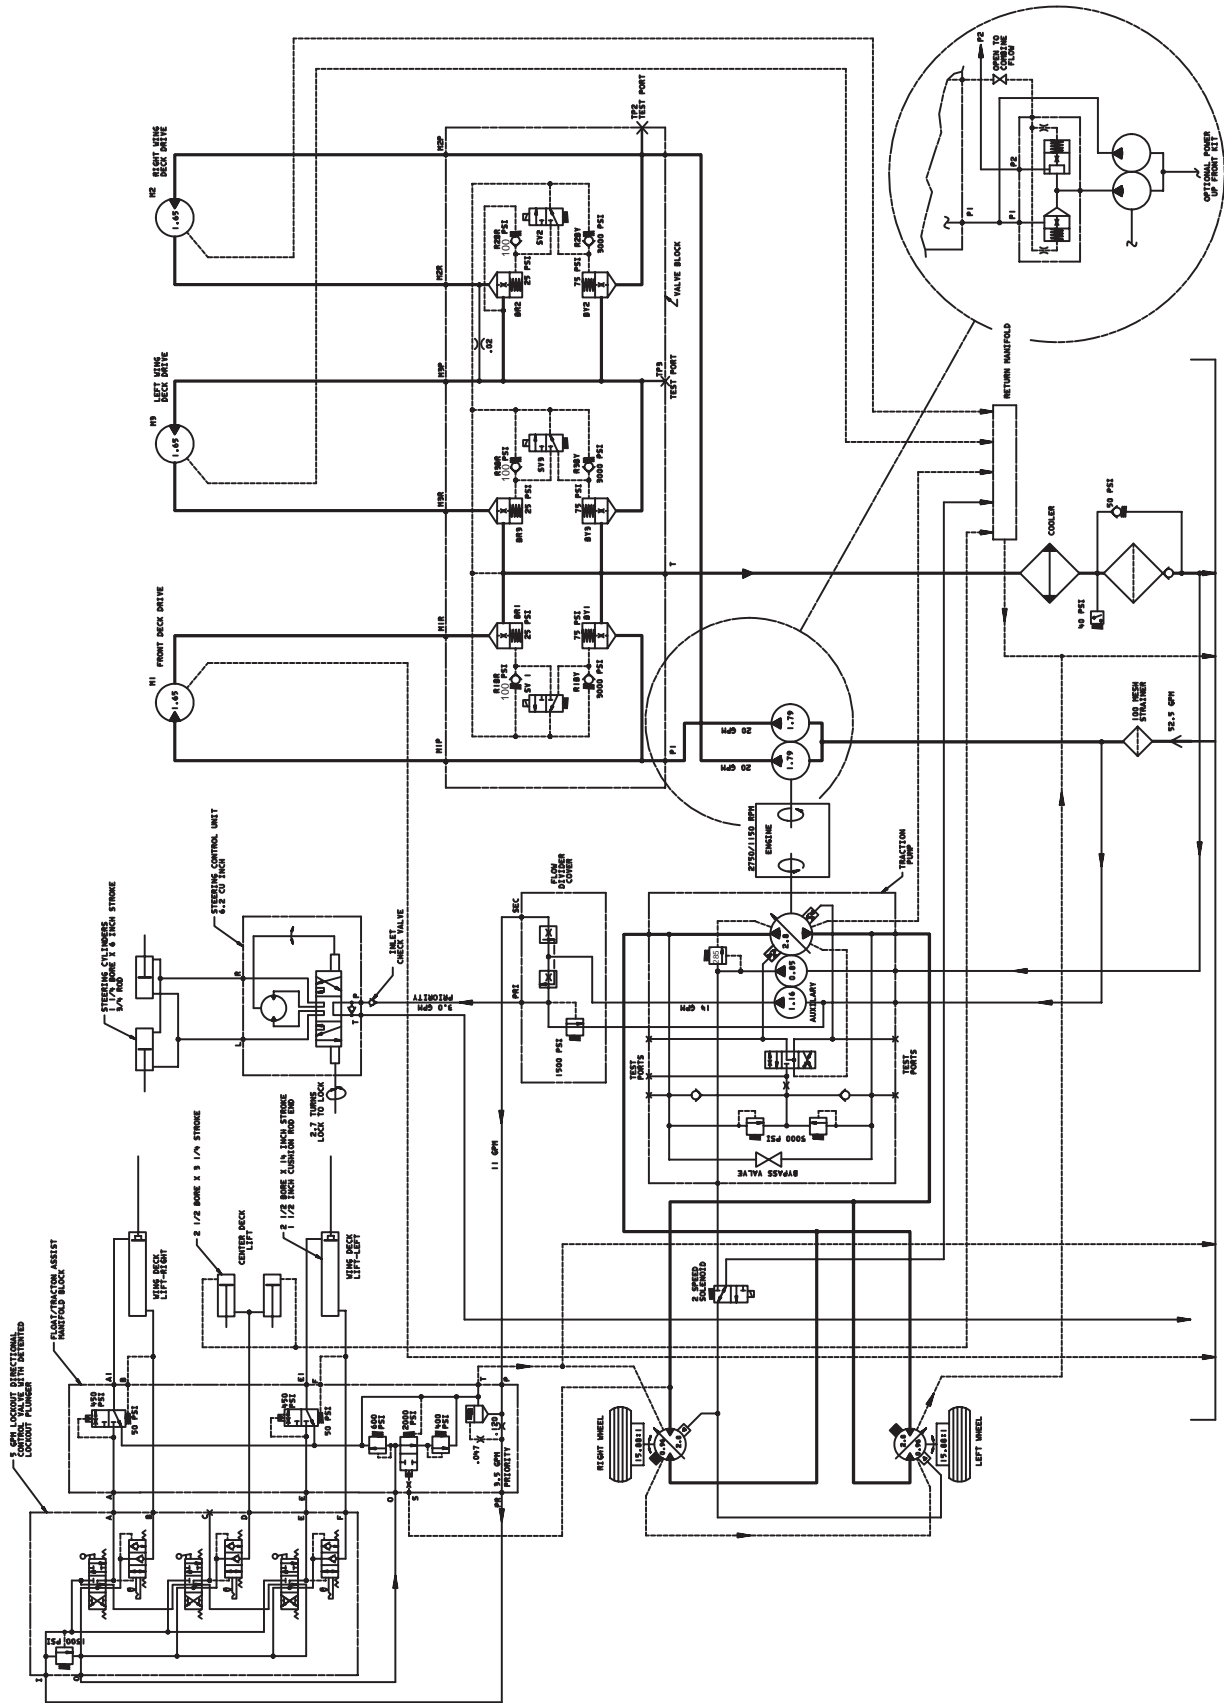 M2
RIGHT WING
DECK DRIVE
1.65
M3
LEFT WING
DECK DRIVE
1.65
M1
FRONT DECK DRIVE
1.65
M2P
M2R
M3P
M3R
M1R
M1P
TP2
TEST PORT
TP3
TEST PORT
R2BR
100 PSI
SV2
R2BY
3000 PSI
25 PSI
75 PSI
BR2
BY2
VALVE BLOCK
.02
R3BR
100 PSI
SV3
R3BY
3000 PSI
25 PSI
75 PSI
BR3
BY3
T
BR1
25 PSI
BY1
75 PSI
R1BR
100 PSI
SV 1
R1BY
3000 PSI
P1
20 GPM
20 GPM
1.79
1.79
2750/1150 RPM
ENGINE
P2
OPEN TO
COMBINE
FLOW
P1
P1
P2
OPTIONAL POWER
UP FRONT KIT
RETURN MANIFOLD
COOLER
50 PSI
40 PSI
100 MESH
STRAINER
52.5 GPM
STEERING CYLINDERS
1 1/4 BORE X 6 INCH STROKE
3/4 ROD
STEERING CONTROL UNIT
6.2 CU INCH
R
L
P
T
INLET
CHECK VALVE
3.0 GPM
PRIORITY
2.7 TURNS
LOCK TO LOCK
FLOW
DIVIDER
COVER
SEC
PRI
1500 PSI
11 GPM
14 GPM
TRACTION
PUMP
285
2.8
0.85
1.16
AUXILIARY
TEST
PORTS
TEST
PORTS
5000 PSI
BYPASS VALVE
2 SPEED
SOLENOID
2 1/2 BORE X 3 1/4 STROKE
2 1/2 BORE X 14 INCH STROKE
1 1/2 INCH CUSHION ROD END
WING DECK
LIFT-RIGHT
CENTER DECK
LIFT
WING DECK
LIFT-LEFT
FLOAT/TRACTION ASSIST
MANIFOLD BLOCK
5 GPM LOCKOUT DIRECTIONAL
CONTROL VALVE WITH DETENTED
LOCKOUT PLUNGER
A1
B
450
PSI
50 PSI
E1
F
450
PSI
50 PSI
600
PSI
2000
PSI
400
PSI
T
P
.047
.120
3.5 GPM
PRIORITY
PR
A
E
O
S
A
B
C
D
E
F
1500 PSI
I
O
RIGHT WHEEL
15.00:1
2.8
0.94
LEFT WHEEL
15.00:1
2.8
0.94